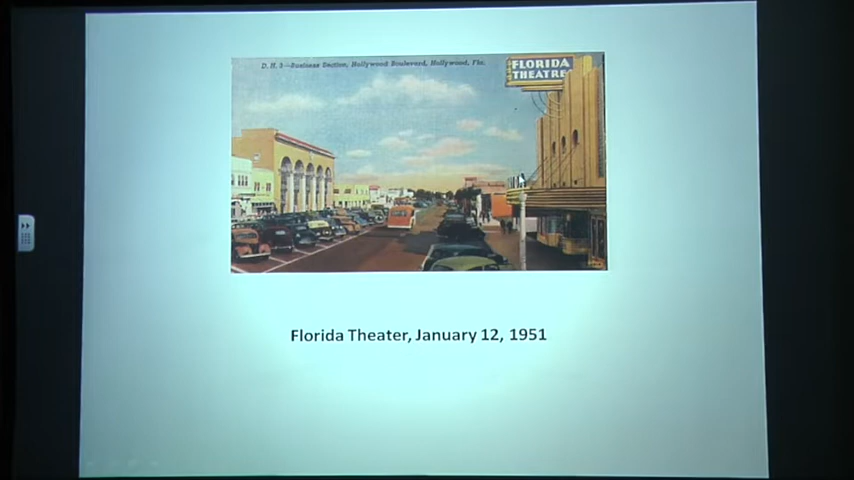 D. H. 3—Business Section, Hollywood Boulevard, Hollywood, Fla.
FLORIDA
THEATRE
Florida Theater, January 12, 1951